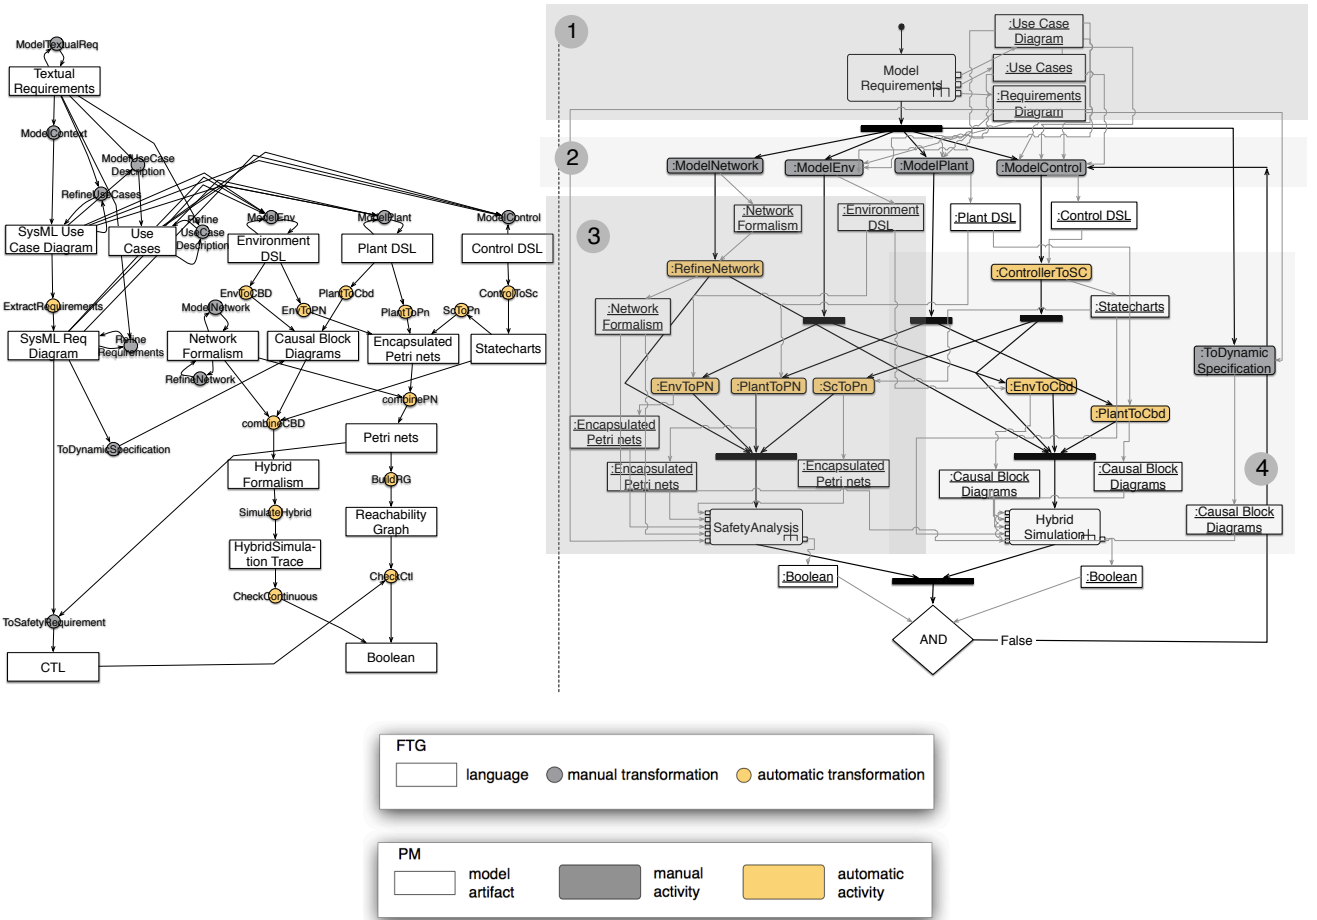 ModelTextualReq
Textual
Requirements
ModelContext
ModelUseCase
Description
RefineUseCases
SysML Use
Case Diagram
Use
Cases
Refine
UseCase
Description
ModelEnv
Environment
DSL
ModelPlant
Plant DSL
ModelControl
Control DSL
ExtractRequirements
ModelNetwork
EnvToCBD
EnvToPN
PlantToCbd
PlantToPn
ScToPn
ControlToSc
SysML Req
Diagram
Refine
Requirements
Network
Formalism
Causal Block
Diagrams
Encapsulated
Petri nets
Statecharts
RefineNetwork
combinePN
combineCBD
ToDynamicSpecification
Petri nets
Hybrid
Formalism
BuildRG
SimulateHybrid
Reachability
Graph
HybridSimula-
tion Trace
CheckCtl
CheckContinuous
ToSafetyRequirement
CTL
Boolean
1
Model
Requirements
:Use Case
Diagram
:Use Cases
:Requirements
Diagram
2
:ModelNetwork
:ModelEnv
:ModelPlant
:ModelControl
3
:Network
Formalism
:Environment
DSL
:Plant DSL
:Control DSL
:RefineNetwork
:ControllerToSC
:Network
Formalism
:Statecharts
:ToDynamic
Specification
:EnvToPN
:PlantToPN
:ScToPn
:EnvToCbd
:PlantToCbd
:Encapsulated
Petri nets
:Encapsulated
Petri nets
:Encapsulated
Petri nets
:Causal Block
Diagrams
:Causal Block
Diagrams
4
:Causal Block
Diagrams
SafetyAnalysis
Hybrid
Simulation
:Boolean
:Boolean
AND
False
FTG
language
manual transformation
automatic transformation
PM
model
artifact
manual
activity
automatic
activity